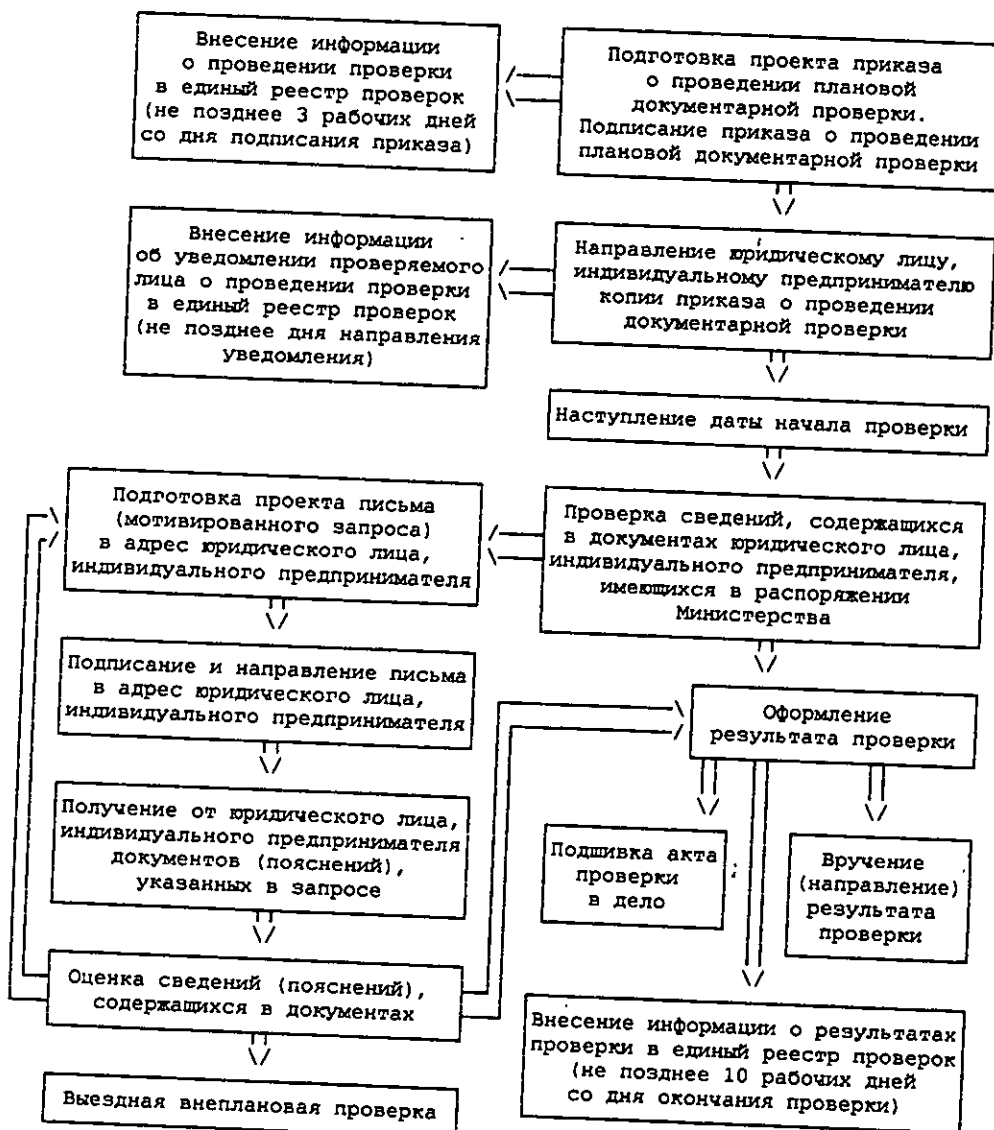 Внесение информации
о проведении проверки
в единый реестр проверок
(не позднее 3 рабочих дней
со дня подписания приказа)
Подготовка проекта приказа
о проведении плановой
документарной проверки.
Подписание приказа о проведении
плановой документарной проверки
Внесение информации
об уведомлении проверяемого
лица о проведении проверки
в единый реестр проверок
(не позднее дня направления
уведомления)
Направление юридическому лицу,
индивидуальному предпринимателю
копии приказа о проведении
документарной проверки
Наступление даты начала проверки
Подготовка проекта письма
(мотивированного запроса)
в адрес юридического лица,
индивидуального предпринимателя
Проверка сведений, содержащихся
в документах юридического лица,
индивидуального предпринимателя,
имеющихся в распоряжении
Министерства
Подписание и направление письма
в адрес юридического лица,
индивидуального предпринимателя
Оформление
результата проверки
Получение от юридического лица,
индивидуального предпринимателя
документов (пояснений),
указанных в запросе
Подшивка акта
проверки
в дело
Вручение
(направление)
результата
проверки
Оценка сведений (пояснений),
содержащихся в документах
Внесение информации о результатах
проверки в единый реестр проверок
(не позднее 10 рабочих дней
со дня окончания проверки)
Выездная внеплановая проверка